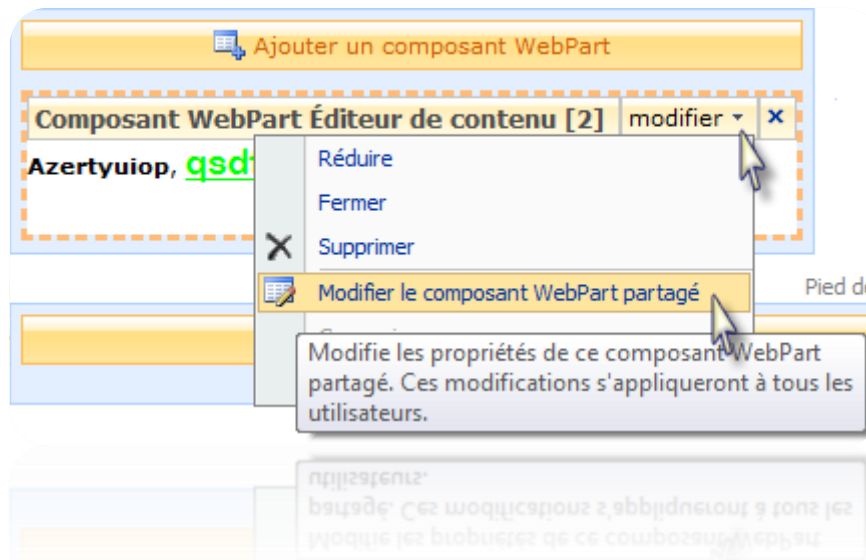 Ajouter un composant WebPart
Composant WebPart Éditeur de contenu [2] modifier
Azertyuiop,
Réduire
Fermer
Supprimer
Modifier le composant WebPart partagé
Pied
Modifie les propriétés de ce composant WebPart
partagé. Ces modifications s'appliqueront à tous les
utilisateurs.